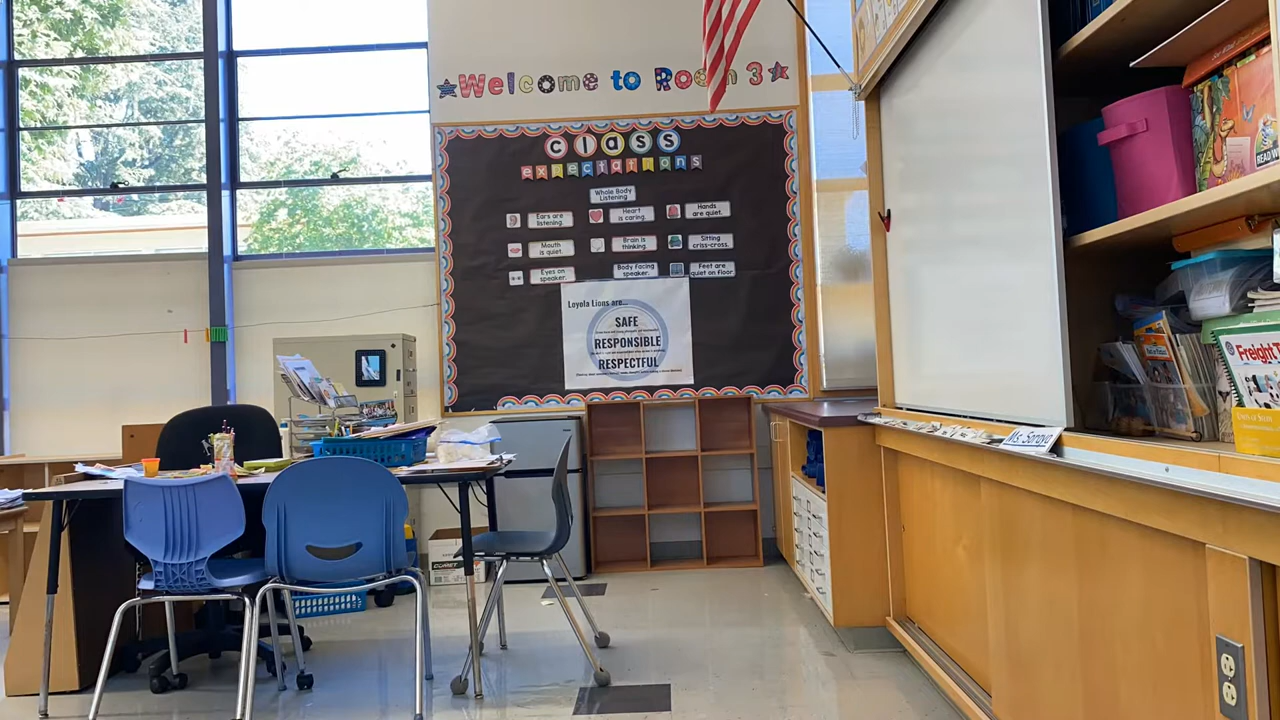 Welcome to Room 3
class
expectations
Whole Body
Listening
Ears are
listening.
Heart
is caring.
Hands
are quiet.
Mouth
is quiet.
Brain is
thinking.
Sitting
criss-cross.
Eyes on
speaker.
Body facing
speaker.
Feet are
quiet on floor
Loyola Lions are...
SAFE
RESPONSIBLE
RESPECTFUL
Ms. Soraya
READ W
Freight T
COMET